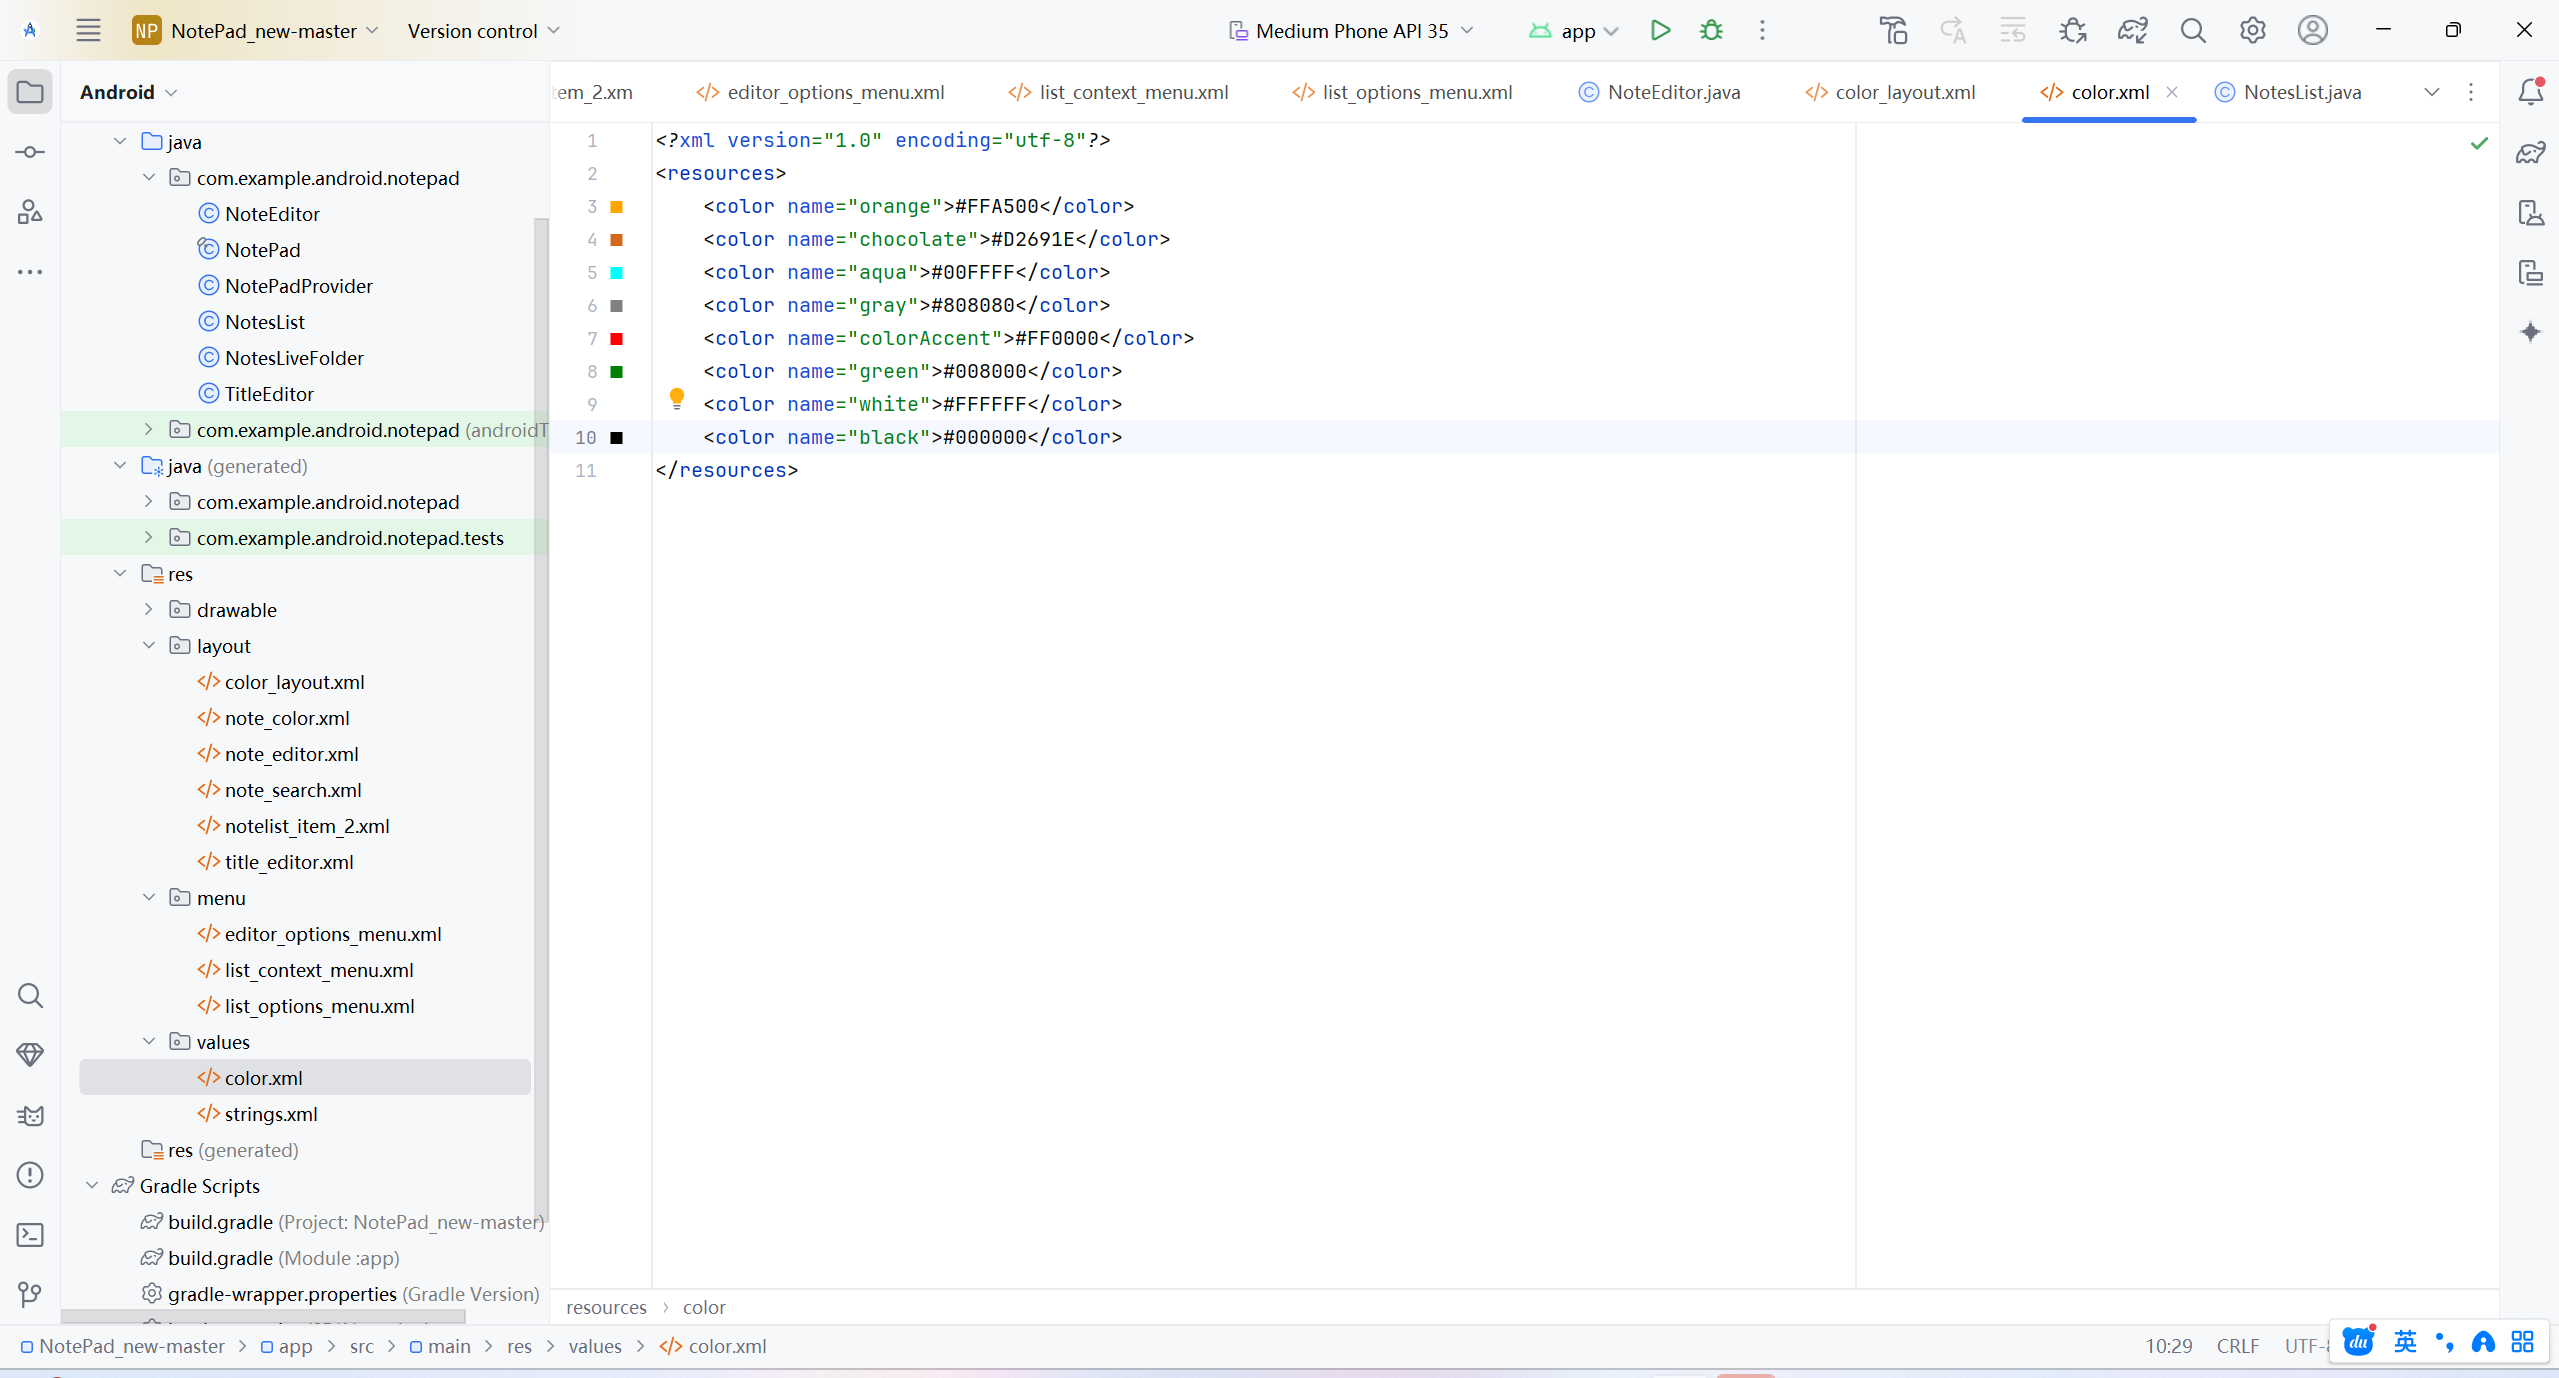 NP NotePad_new-master Version control Medium Phone API 35 app
Android
em_2.xm editor_options_menu.xml list_context_menu.xml list_options_menu.xml NoteEditor.java color_layout.xml color.xml NotesList.java
java
com.example.android.notepad
NoteEditor
NotePad
NotePadProvider
NotesList
NotesLiveFolder
TitleEditor
com.example.android.notepad (androidT
java (generated)
com.example.android.notepad
com.example.android.notepad.tests
res
drawable
layout
color_layout.xml
note_color.xml
note_editor.xml
note_search.xml
notelist_item_2.xml
title_editor.xml
menu
editor_options_menu.xml
list_context_menu.xml
list_options_menu.xml
values
color.xml
strings.xml
res (generated)
Gradle Scripts
build.gradle (Project: NotePad_new-master)
build.gradle (Module :app)
gradle-wrapper.properties (Gradle Version)
1 <?xml version="1.0" encoding="utf-8"?>
2 <resources>
3 <color name="orange">#FFA500</color>
4 <color name="chocolate">#D2691E</color>
5 <color name="aqua">#00FFFF</color>
6 <color name="gray">#808080</color>
7 <color name="colorAccent">#FF0000</color>
8 <color name="green">#008000</color>
9 <color name="white">#FFFFFF</color>
10 <color name="black">#000000</color>
11 </resources>
resources > color
NotePad_new-master > app > src > main > res > values > color.xml 10:29 CRLF UTF-8 du 英